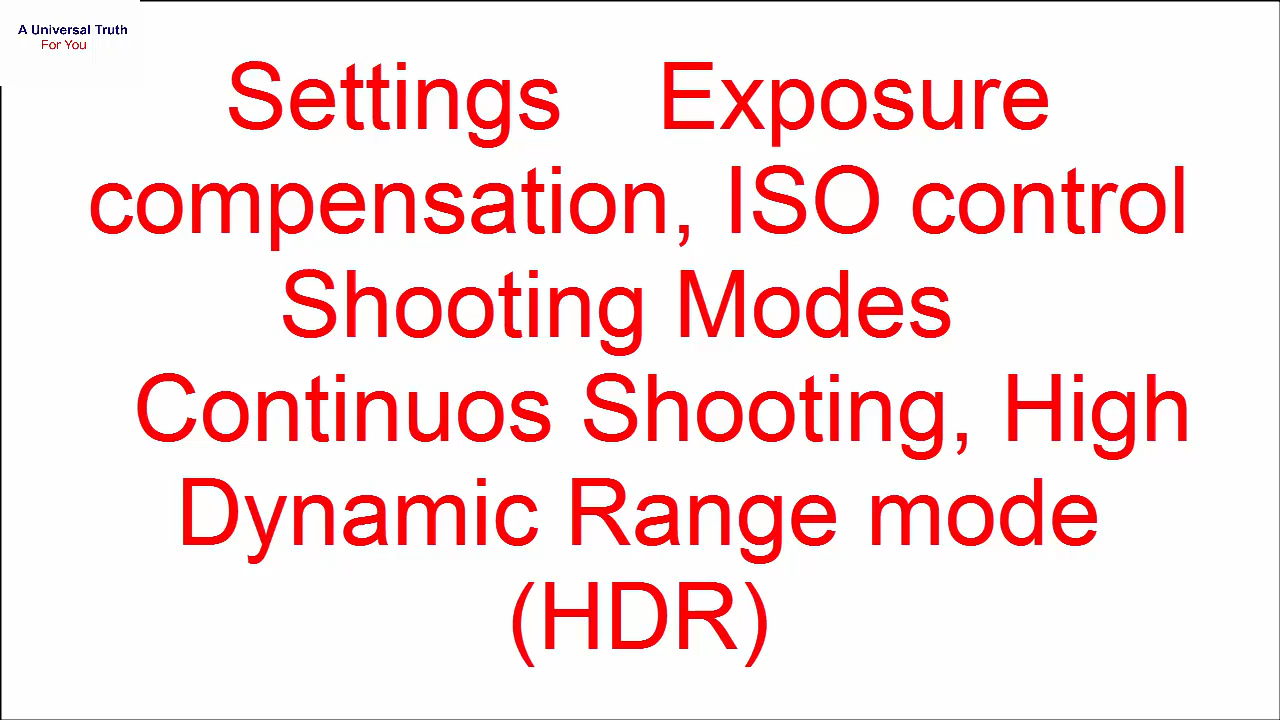 A Universal Truth
For You
Settings Exposure
compensation, ISO control
Shooting Modes
Continuos Shooting, High
Dynamic Range mode
(HDR)